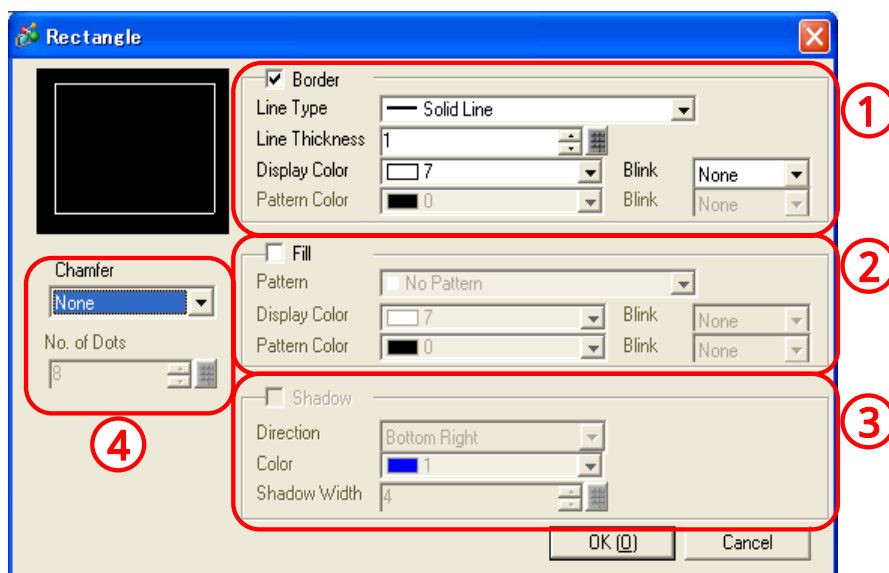 Rectangle
Border
Line Type Solid Line
Line Thickness 1
Display Color 7 Blink None
Pattern Color 0 Blink None
①
Fill
Pattern No Pattern
Display Color 7 Blink None
Pattern Color 0 Blink None
②
Chamfer
None
No. of Dots
8
④
Shadow
Direction Bottom Right
Color 1
Shadow Width 4
③
OK (O) Cancel